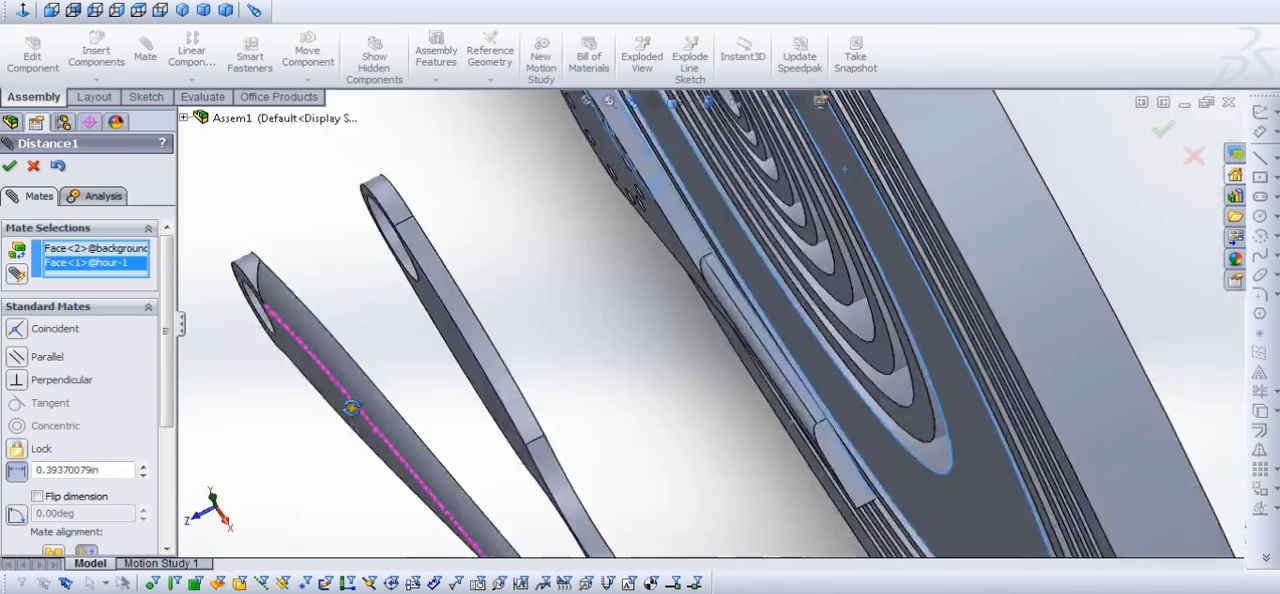 Edit Component
Insert Components
Mate
Linear Compon...
Smart Fasteners
Move Component
Show Hidden Components
Assembly Features
Reference Geometry
New Motion Study
Bill of Materials
Exploded View
Explode Line Sketch
Instant3D
Update Speedpak
Take Snapshot
Assembly
Layout
Sketch
Evaluate
Office Products
Assem1 (Default<Display S...
Distance1
?
Mates
Analysis
Mate Selections
Face<2>@background
Face<1>@hour-1
Standard Mates
Coincident
Parallel
Perpendicular
Tangent
Concentric
Lock
0.39370079in
Flip dimension
0.00deg
Mate alignment:
Y
Z
X
Model
Motion Study 1